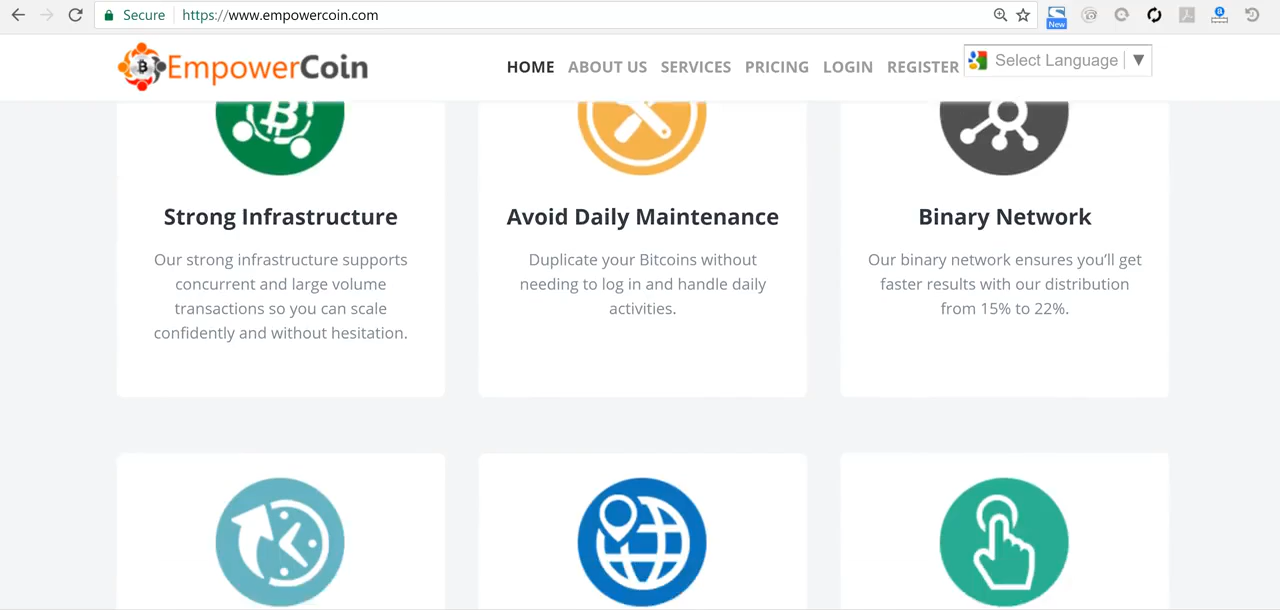 Secure https://www.empowercoin.com
New
EmpowerCoin HOME ABOUT US SERVICES PRICING LOGIN REGISTER Select Language ▼
Strong Infrastructure
Our strong infrastructure supports
concurrent and large volume
transactions so you can scale
confidently and without hesitation.
Avoid Daily Maintenance
Duplicate your Bitcoins without
needing to log in and handle daily
activities.
Binary Network
Our binary network ensures you’ll get
faster results with our distribution
from 15% to 22%.